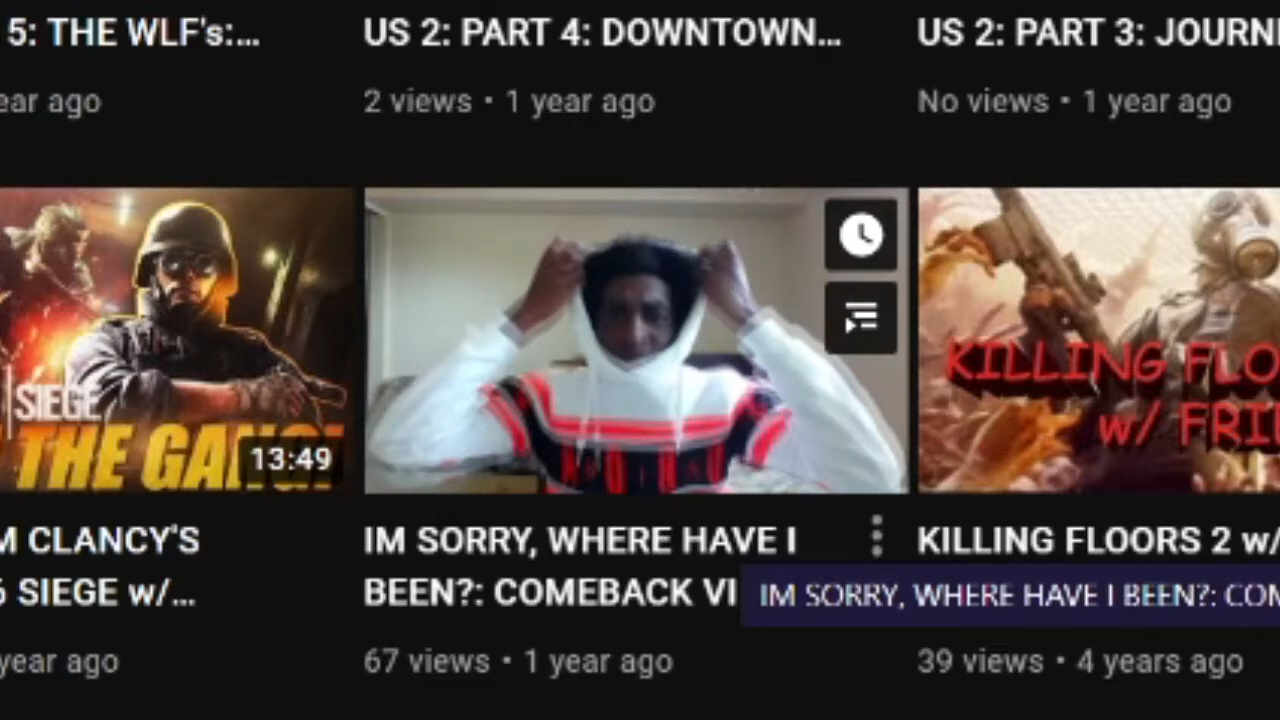 5: THE WLF's:...
US 2: PART 4: DOWNTOWN...
US 2: PART 3: JOURN
ear ago
2 views • 1 year ago
No views • 1 year ago
SIEGE
THE GANG!
13:49
KILLING FLO
w/ FRI
M CLANCY'S
6 SIEGE w/...
year ago
IM SORRY, WHERE HAVE I
BEEN?: COMEBACK VI
67 views • 1 year ago
IM SORRY, WHERE HAVE I BEEN?: COM
KILLING FLOORS 2 w/
39 views • 4 years ago